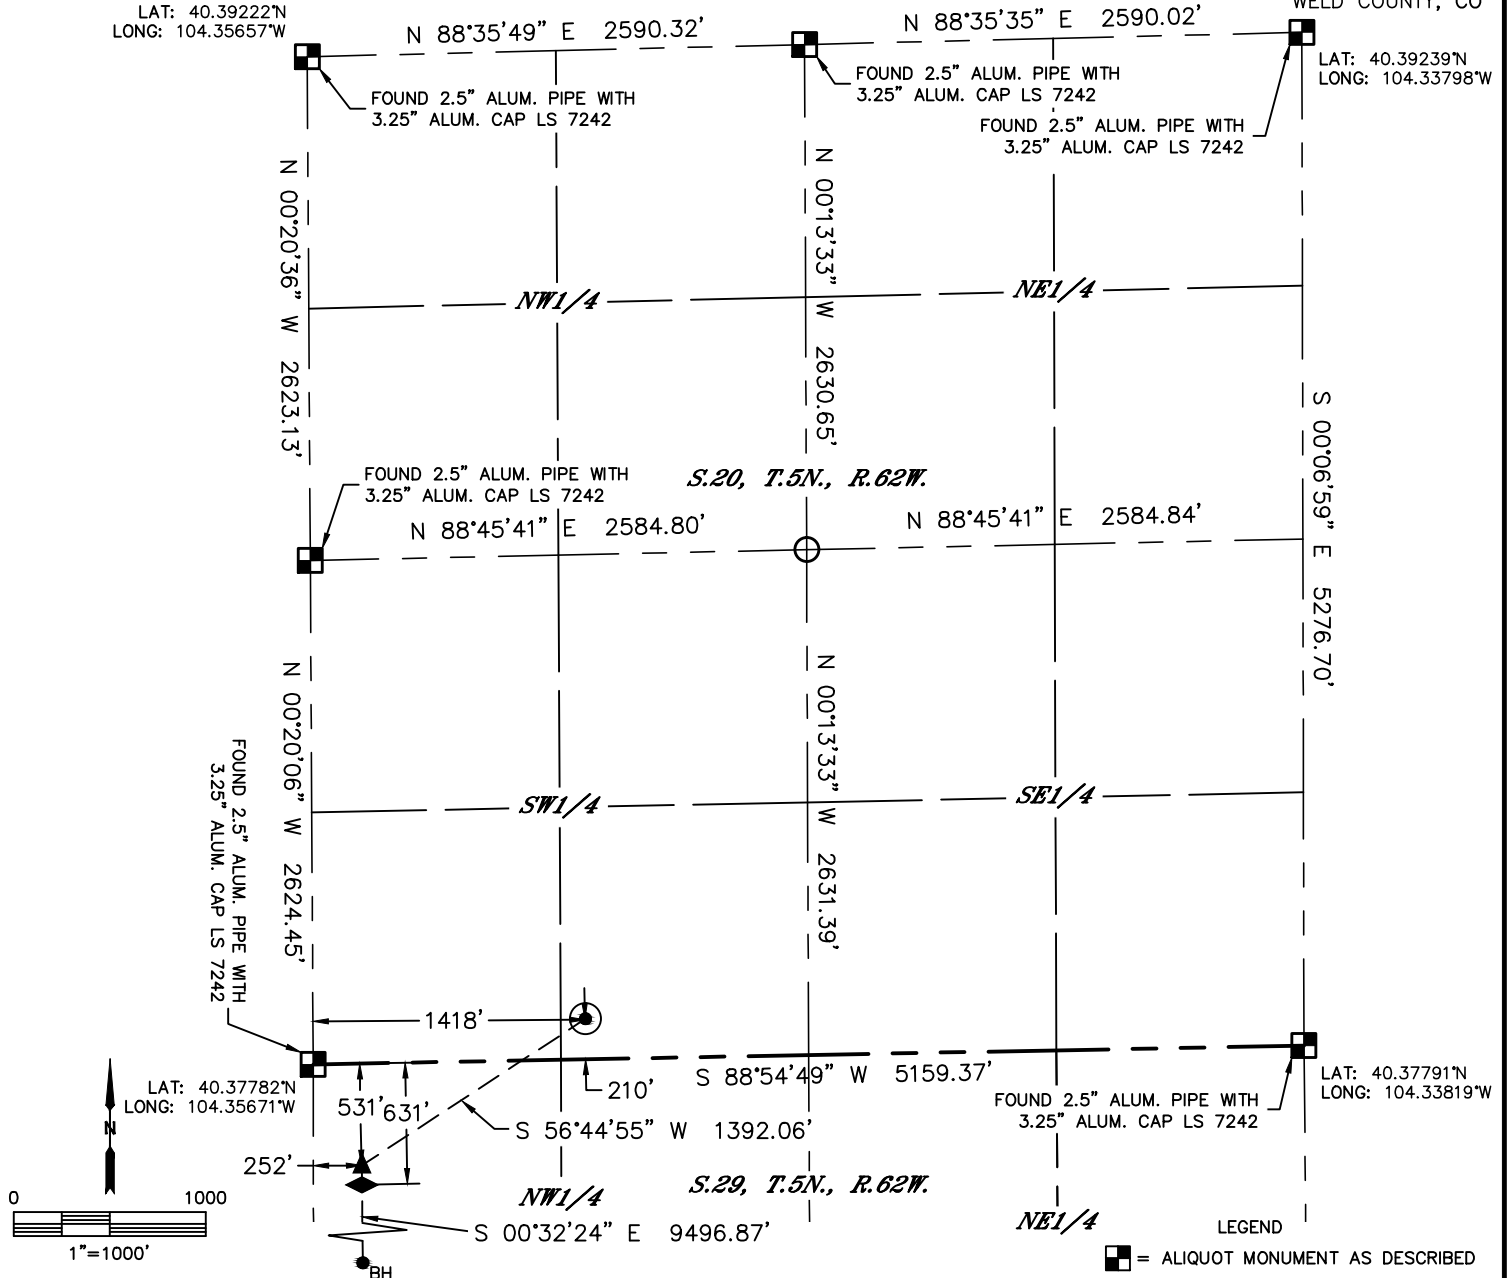 WELD COUNTY, CO
LAT: 40.39222°N
LONG: 104.35657°W
N 88°35'49" E 2590.32'
N 88°35'35" E 2590.02'
LAT: 40.39239°N
LONG: 104.33798°W
FOUND 2.5" ALUM. PIPE WITH
3.25" ALUM. CAP LS 7242
FOUND 2.5" ALUM. PIPE WITH
3.25" ALUM. CAP LS 7242
FOUND 2.5" ALUM. PIPE WITH
3.25" ALUM. CAP LS 7242
N 00°20'36" W 2623.13'
N 00°13'33" W 2630.65'
NW1/4
NE1/4
S 00°06'59" E 5276.70'
FOUND 2.5" ALUM. PIPE WITH
3.25" ALUM. CAP LS 7242
S.20, T.5N., R.62W.
N 88°45'41" E 2584.80'
N 88°45'41" E 2584.84'
N 00°20'06" W 2624.45'
N 00°13'33" W 2631.39'
FOUND 2.5" ALUM. PIPE WITH
3.25" ALUM. CAP LS 7242
SW1/4
SE1/4
1418'
LAT: 40.37782°N
LONG: 104.35671°W
531'
631'
210'
S 88°54'49" W 5159.37'
LAT: 40.37791°N
LONG: 104.33819°W
FOUND 2.5" ALUM. PIPE WITH
3.25" ALUM. CAP LS 7242
S 56°44'55" W 1392.06'
N
252'
S.29, T.5N., R.62W.
NW1/4
NE1/4
0 1000
1"=1000'
S 00°32'24" E 9496.87'
BH
LEGEND
= ALIQUOT MONUMENT AS DESCRIBED